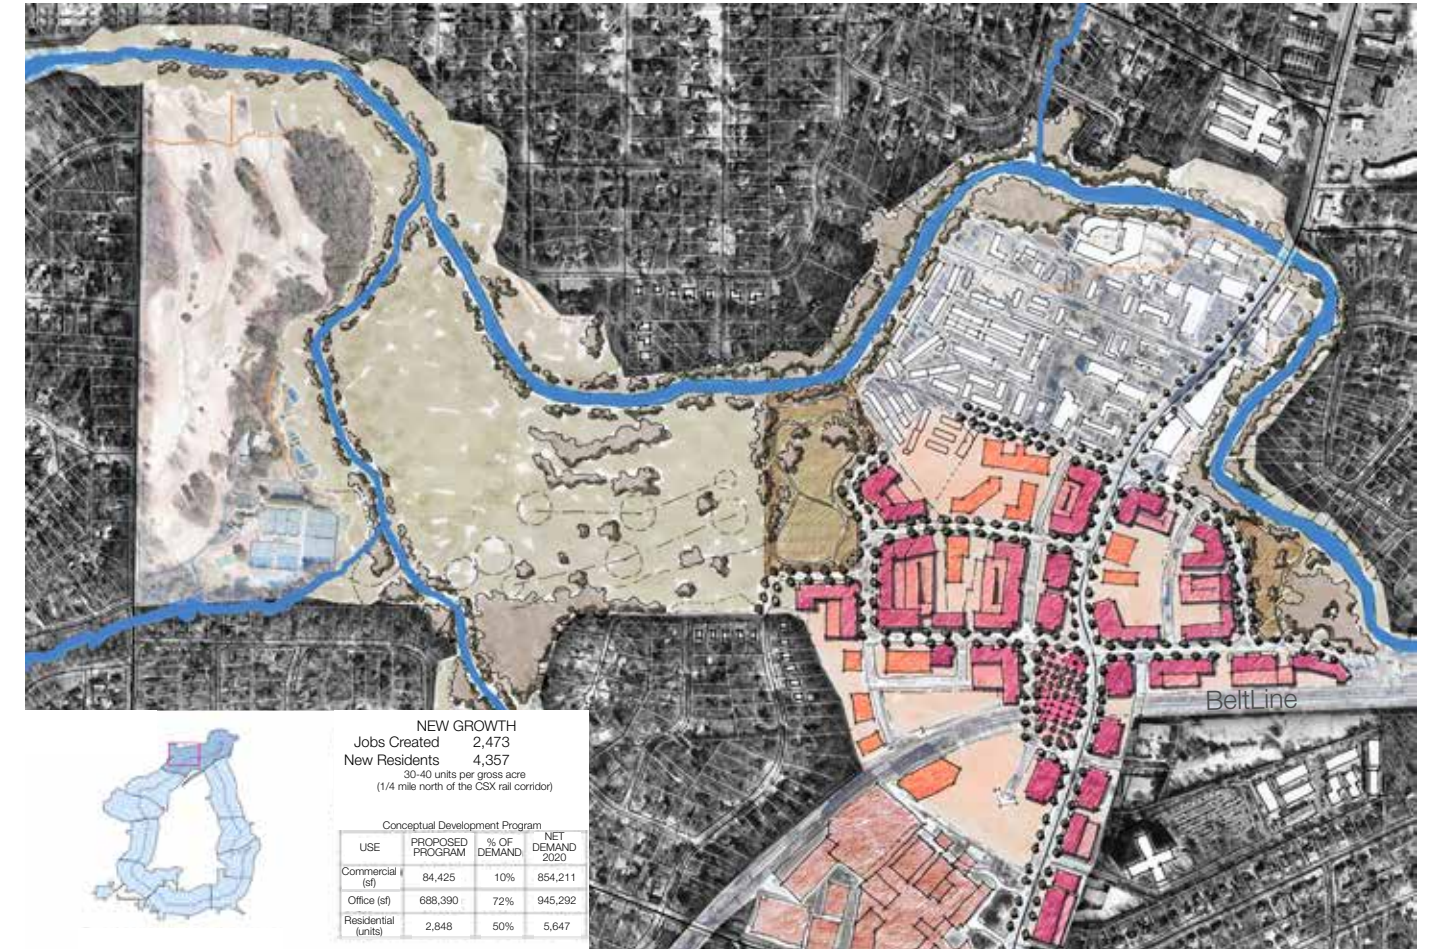 BeltLine
NEW GROWTH
Jobs Created 2,473
New Residents 4,357
30-40 units per gross acre
(1/4 mile north of the CSX rail corridor)
Conceptual Development Program
USE
PROPOSED
PROGRAM
% OF
DEMAND
NET
DEMAND
2020
Commercial
(sf)
84,425
10%
854,211
Office (sf)
688,390
72%
945,292
Residential
(units)
2,848
50%
5,647